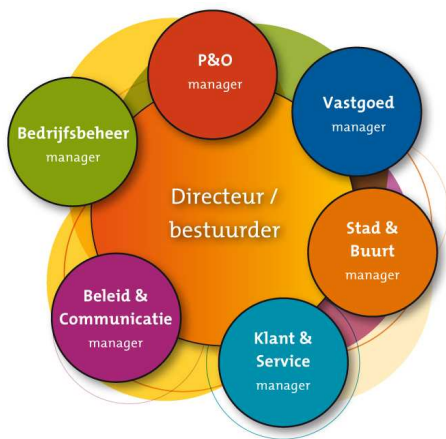 P&O
manager
Vastgoed
manager
Bedrijfsbeheer
manager
Directeur /
bestuurder
Stad &
Buurt
manager
Beleid &
Communicatie
manager
Klant &
Service
manager